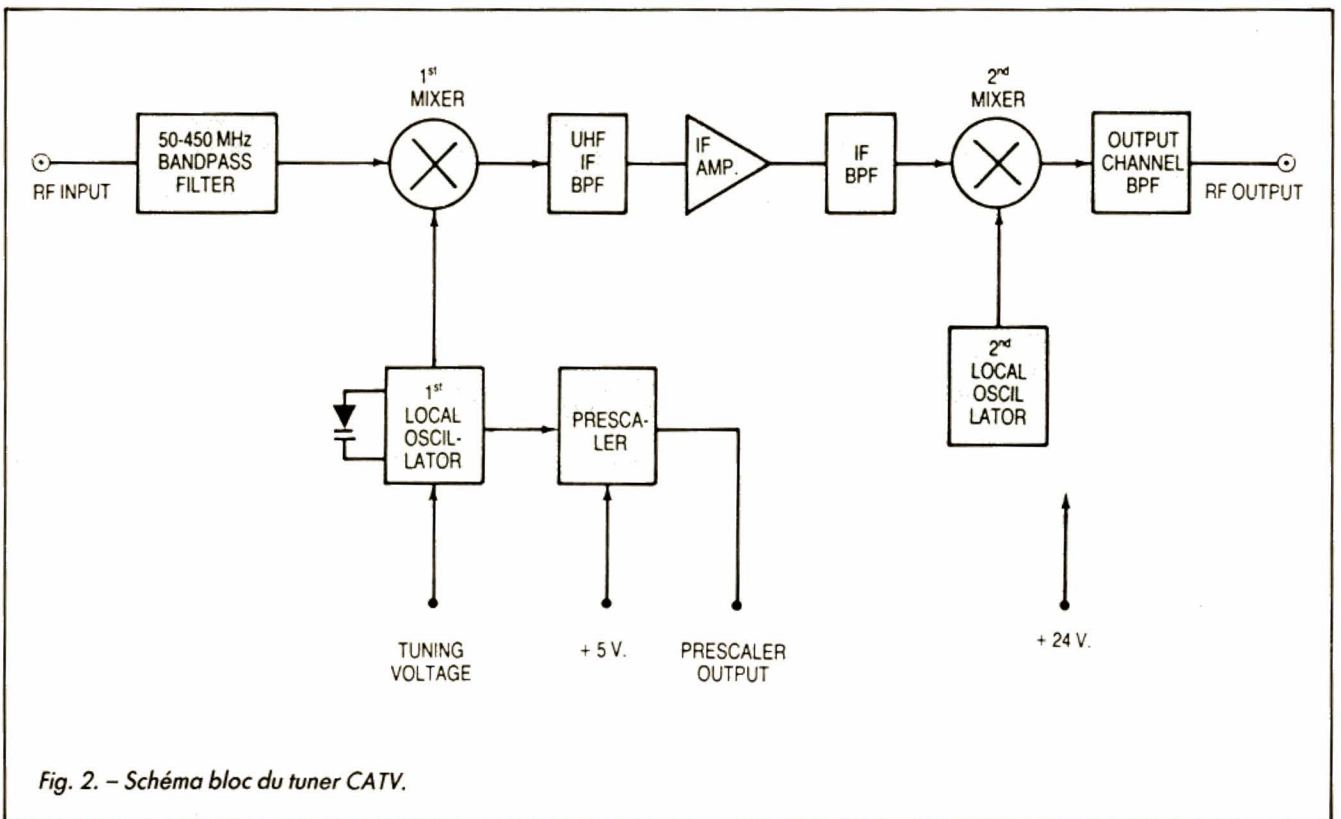 1st
MIXER
2nd
MIXER
50-450 MHz
BANDPASS
FILTER
UHF
IF
BPF
IF
AMP.
IF
BPF
OUTPUT
CHANNEL
BPF
RF INPUT
RF OUTPUT
1st
LOCAL
OSCIL-
LATOR
PRESCA-
LER
2nd
LOCAL
OSCIL
LATOR
TUNING
VOLTAGE
+ 5 V.
PRESCALER
OUTPUT
+ 24 V.
Fig. 2. – Schéma bloc du tuner CATV.